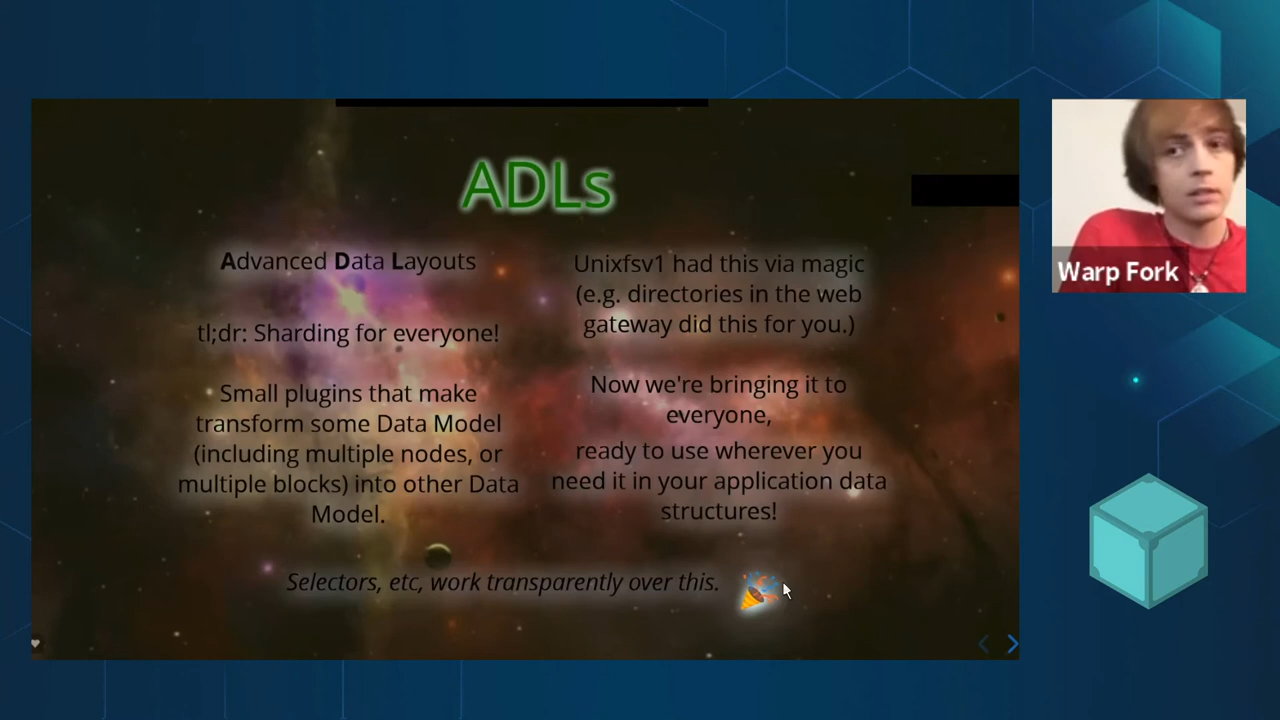 ADLs
Advanced Data Layouts
tl;dr: Sharding for everyone!
Small plugins that make
transform some Data Model
(including multiple nodes, or
multiple blocks) into other Data
Model.
Unixfsv1 had this via magic
(e.g. directories in the web
gateway did this for you.)
Now we're bringing it to
everyone,
ready to use wherever you
need it in your application data
structures!
Selectors, etc, work transparently over this.
Warp Fork